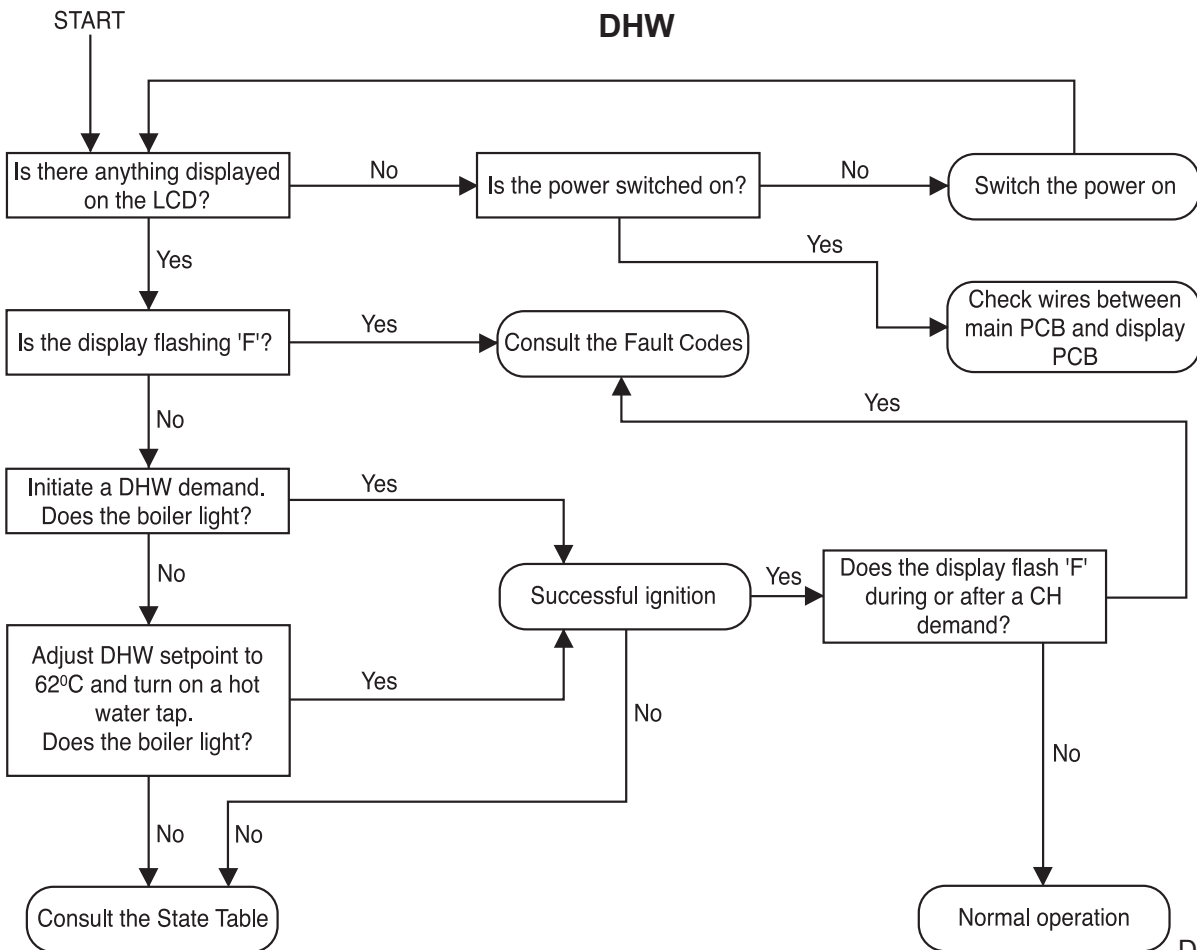 START
DHW
Is there anything displayed
on the LCD?
No
Is the power switched on?
No
Switch the power on
Yes
Yes
Check wires between
main PCB and display
PCB
Is the display flashing 'F'?
Yes
Consult the Fault Codes
Yes
No
Initiate a DHW demand.
Does the boiler light?
Yes
No
Successful ignition
Yes
Does the display flash 'F'
during or after a CH
demand?
Adjust DHW setpoint to
62⁰C and turn on a hot
water tap.
Does the boiler light?
Yes
No
No
No
No
Consult the State Table
Normal operation
D